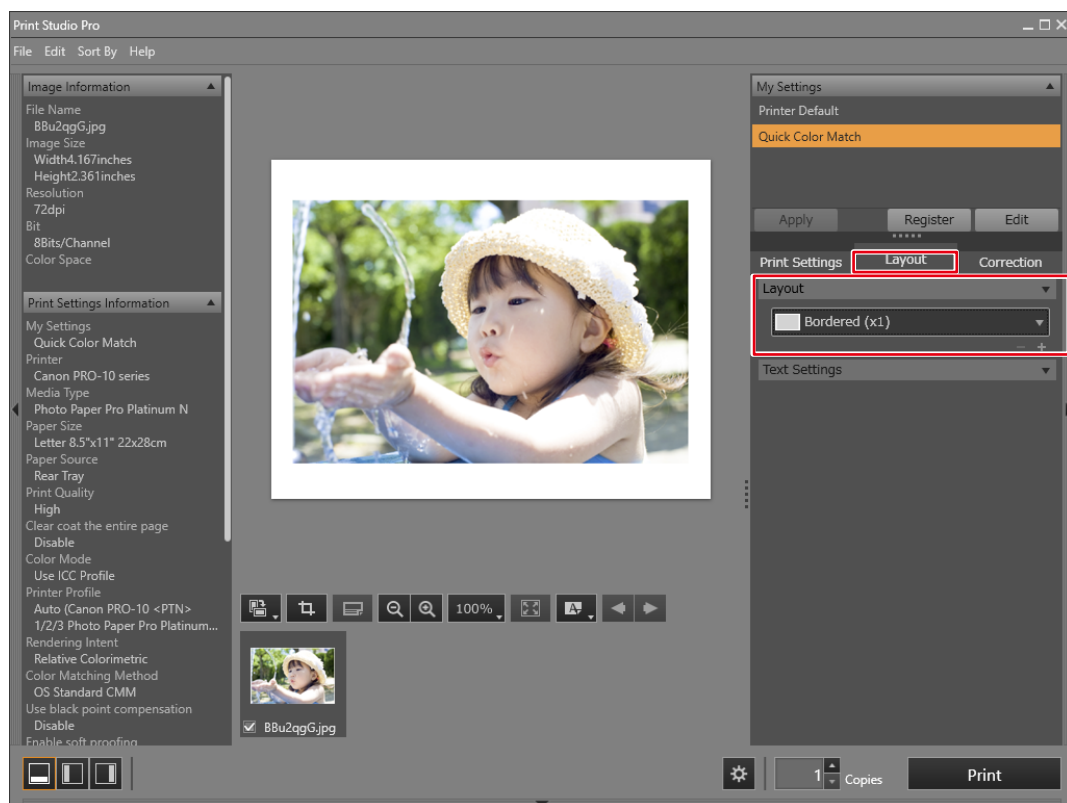 Print Studio Pro
File Edit Sort By Help
Image Information
File Name
BBu2qgG.jpg
Image Size
Width4.167inches
Height2.361inches
Resolution
72dpi
Bit
8Bits/Channel
Color Space
Print Settings Information
My Settings
Quick Color Match
Printer
Canon PRO-10 series
Media Type
Photo Paper Pro Platinum N
Paper Size
Letter 8.5"x11" 22x28cm
Paper Source
Rear Tray
Print Quality
High
Clear coat the entire page
Disable
Color Mode
Use ICC Profile
Printer Profile
Auto (Canon PRO-10 <PTN>
1/2/3 Photo Paper Pro Platinum...
Rendering Intent
Relative Colorimetric
Color Matching Method
OS Standard CMM
Use black point compensation
Disable
Enable soft proofing
100%
A
BBu2qgG.jpg
My Settings
Printer Default
Quick Color Match
Apply Register Edit
Print Settings Layout Correction
Layout
Bordered (x1)
- +
Text Settings
1 Copies Print